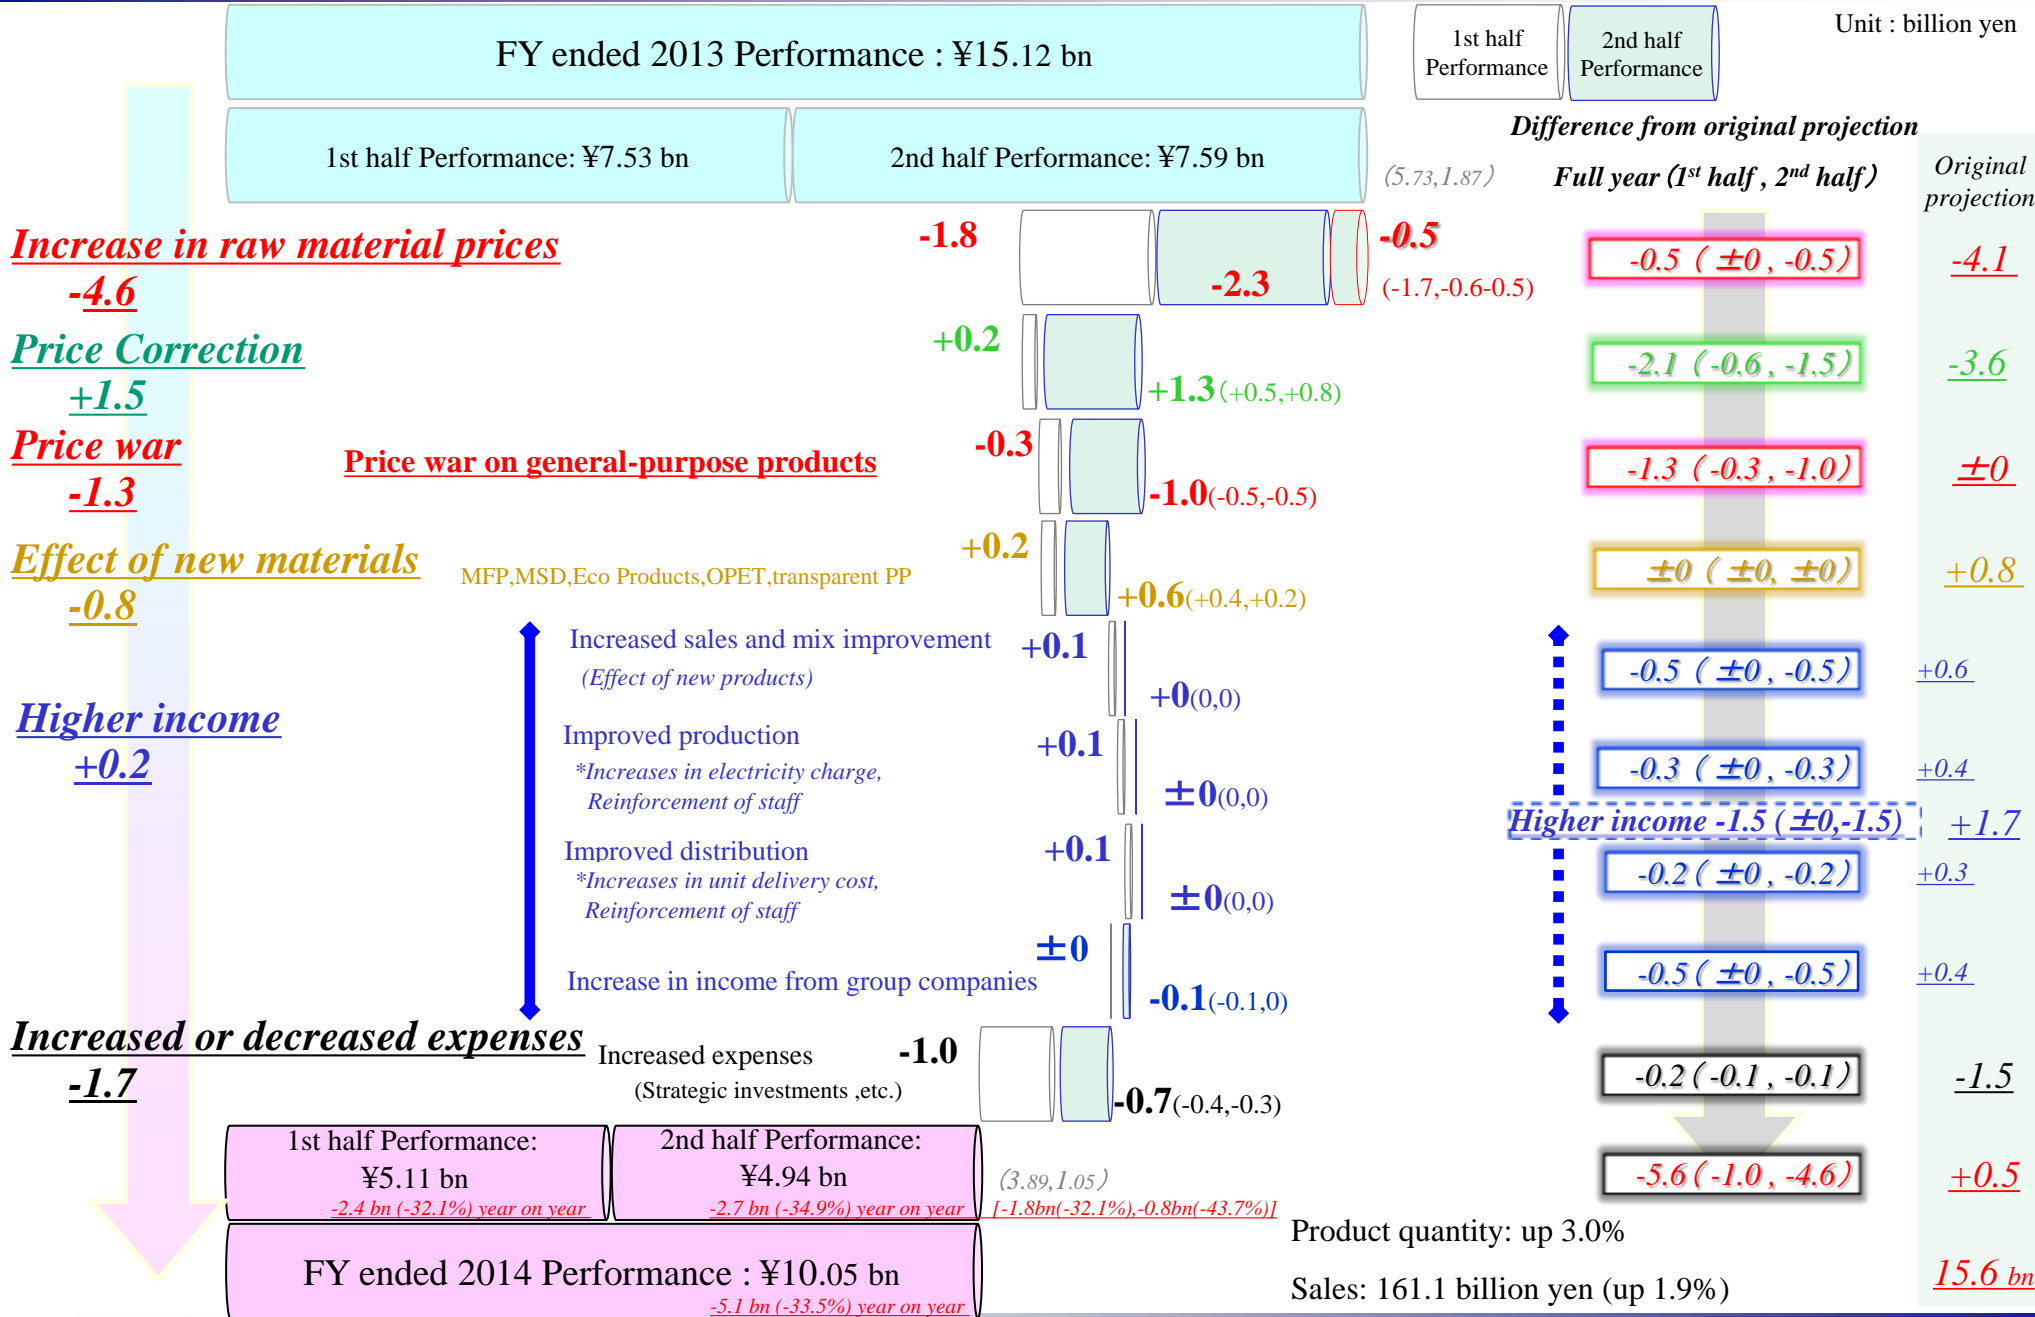 FY ended 2013 Performance : ¥15.12 bn
1st half
Performance
2nd half
Performance
Unit : billion yen
1st half Performance: ¥7.53 bn
2nd half Performance: ¥7.59 bn
(5.73,1.87)
Difference from original projection
Full year (1st half , 2nd half)
Original
projection
Increase in raw material prices
-4.6
-1.8
-2.3
-0.5
(-1.7,-0.6-0.5)
-0.5 ( ±0 , -0.5)
-4.1
Price Correction
+1.5
+0.2
+1.3(+0.5,+0.8)
-2.1 (-0.6 , -1.5)
-3.6
Price war
-1.3
Price war on general-purpose products
-0.3
-1.0(-0.5,-0.5)
-1.3 (-0.3 , -1.0)
±0
Effect of new materials
-0.8
MFP,MSD,Eco Products,OPET,transparent PP
+0.2
+0.6(+0.4,+0.2)
±0 ( ±0, ±0)
+0.8
Higher income
+0.2
Increased sales and mix improvement
(Effect of new products)
+0.1
+0(0,0)
-0.5 ( ±0 , -0.5)
+0.6
Improved production
*Increases in electricity charge,
Reinforcement of staff
+0.1
±0(0,0)
-0.3 ( ±0 , -0.3)
+0.4
Higher income -1.5 (±0,-1.5)
+1.7
Improved distribution
*Increases in unit delivery cost,
Reinforcement of staff
+0.1
±0(0,0)
-0.2 ( ±0 , -0.2)
+0.3
Increase in income from group companies
±0
-0.1(-0.1,0)
-0.5 ( ±0 , -0.5)
+0.4
Increased or decreased expenses
-1.7
Increased expenses
(Strategic investments ,etc.)
-1.0
-0.7(-0.4,-0.3)
-0.2 (-0.1 , -0.1)
-1.5
1st half Performance:
¥5.11 bn
-2.4 bn (-32.1%) year on year
2nd half Performance:
¥4.94 bn
-2.7 bn (-34.9%) year on year
(3.89,1.05)
[-1.8bn(-32.1%),-0.8bn(-43.7%)]
-5.6 (-1.0 , -4.6)
+0.5
FY ended 2014 Performance : ¥10.05 bn
-5.1 bn (-33.5%) year on year
Product quantity: up 3.0%
Sales: 161.1 billion yen (up 1.9%)
15.6 bn